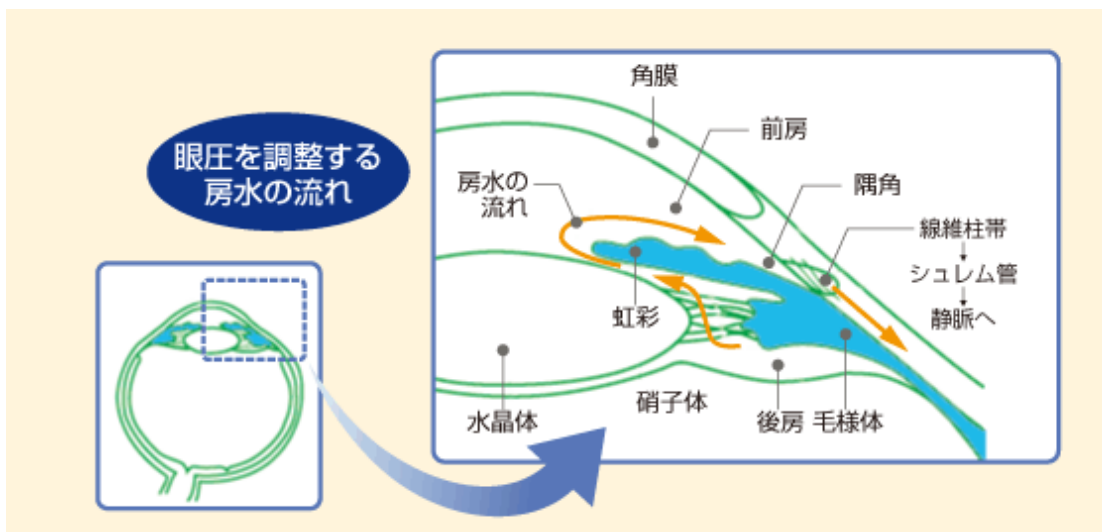 眼圧を調整する
房水の流れ
角膜
前房
房水の
流れ
隅角
線維柱帯
シュレム管
静脈へ
虹彩
水晶体
硝子体
後房
毛様体